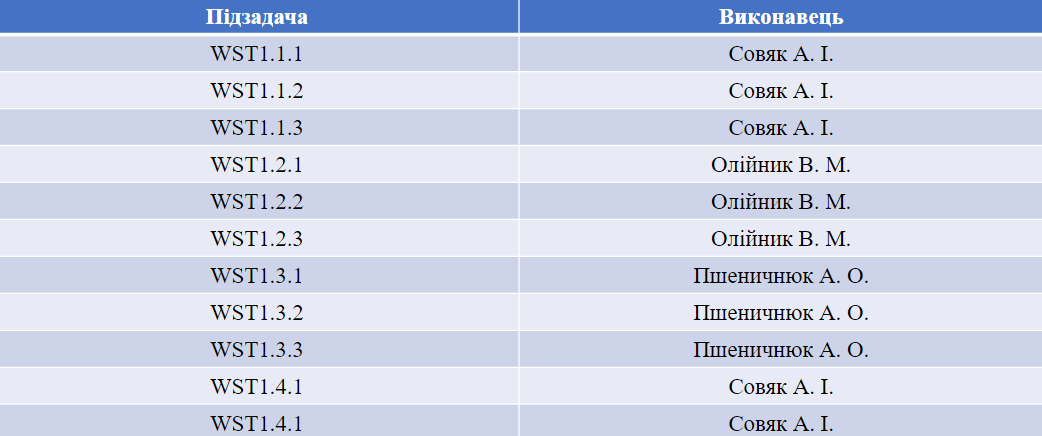 Підзадача Виконавець
WST1.1.1 Совяк А. І.
WST1.1.2 Совяк А. І.
WST1.1.3 Совяк А. І.
WST1.2.1 Олійник В. М.
WST1.2.2 Олійник В. М.
WST1.2.3 Олійник В. М.
WST1.3.1 Пшеничнюк А. О.
WST1.3.2 Пшеничнюк А. О.
WST1.3.3 Пшеничнюк А. О.
WST1.4.1 Совяк А. І.
WST1.4.1 Совяк А. І.